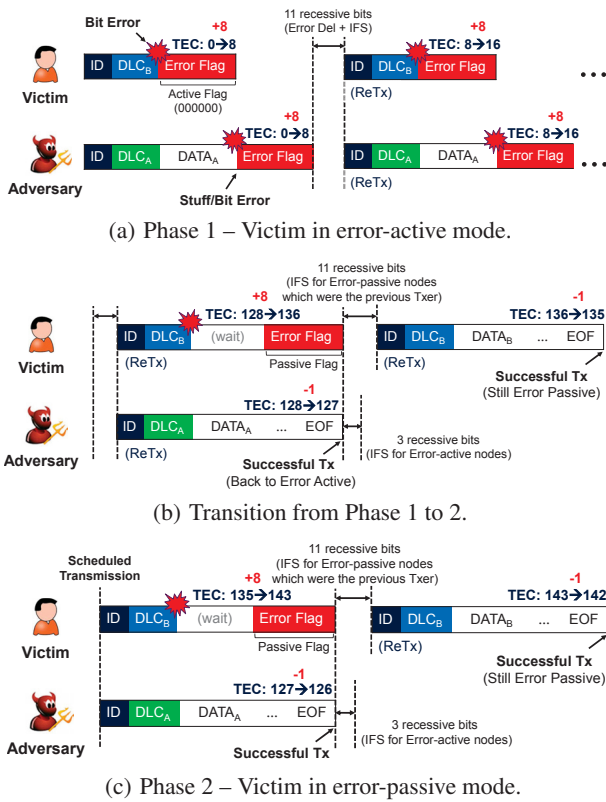 11 recessive bits
(Error Del + IFS)
Bit Error
+8
TEC: 0➔8
+8
TEC: 8➔16
ID DLCB Error Flag
ID DLCB Error Flag
Victim
Active Flag
(000000)
(ReTx)
...
+8
TEC: 0➔8
+8
TEC: 8➔16
ID DLCA DATAA Error Flag
ID DLCA DATAA Error Flag
Adversary
(ReTx)
...
Stuff/Bit Error
(a) Phase 1 – Victim in error-active mode.
11 recessive bits
(IFS for Error-passive nodes
which were the previous Txer)
+8
TEC: 128➔136
-1
TEC: 136➔135
ID DLCB (wait) Error Flag
ID DLCB DATAB ... EOF
Victim
(ReTx)
Passive Flag
(ReTx)
Successful Tx
(Still Error Passive)
-1
TEC: 128➔127
ID DLCA DATAA ... EOF
Adversary
(ReTx)
3 recessive bits
(IFS for Error-active nodes)
Successful Tx
(Back to Error Active)
(b) Transition from Phase 1 to 2.
11 recessive bits
(IFS for Error-passive nodes
which were the previous Txer)
Scheduled
Transmission
+8
TEC: 135➔143
-1
TEC: 143➔142
ID DLCB (wait) Error Flag
ID DLCB DATAB ... EOF
Victim
Passive Flag
(ReTx)
Successful Tx
(Still Error Passive)
-1
TEC: 127➔126
ID DLCA DATAA ... EOF
Adversary
3 recessive bits
(IFS for Error-active nodes)
Successful Tx
(c) Phase 2 – Victim in error-passive mode.